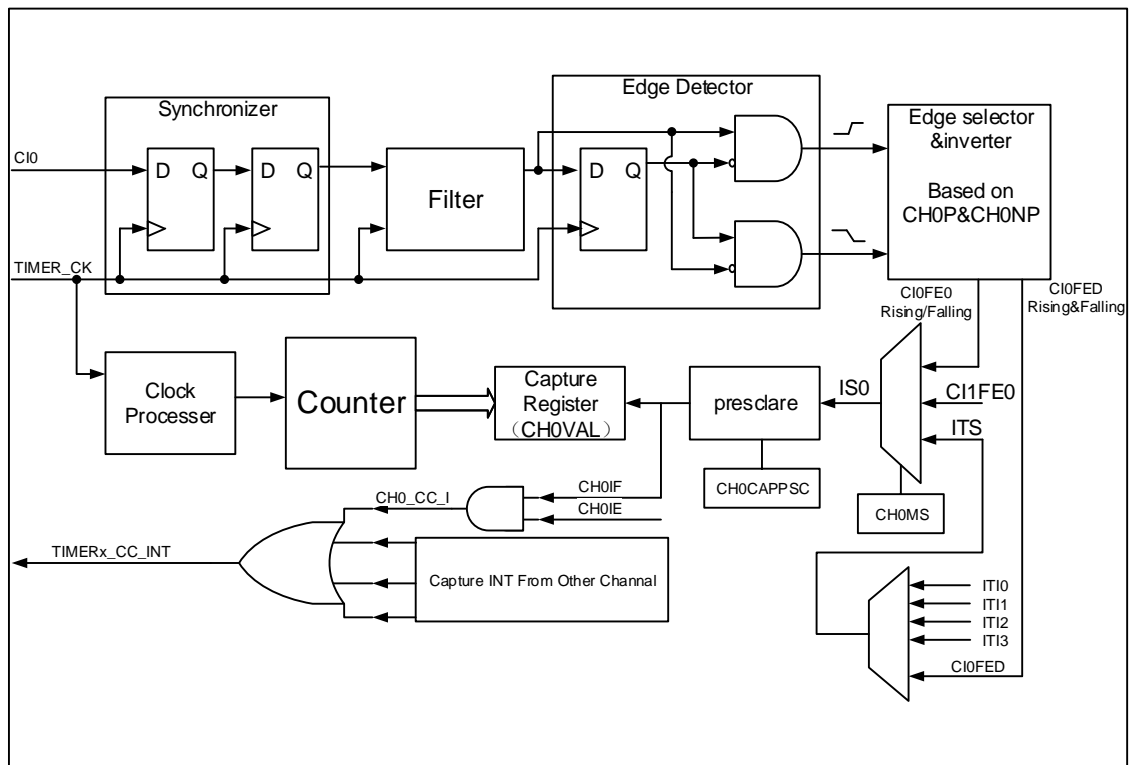 Synchronizer
Edge Detector
Edge selector
&inverter
Based on
CH0P&CH0NP
CI0
D Q
D Q
Filter
D Q
TIMER_CK
CI0FE0
Rising/Falling
CI0FED
Rising&Falling
Clock
Processer
Counter
Capture
Register
（CH0VAL）
presclare
IS0
CI1FE0
ITS
CH0CAPPSC
CH0MS
CH0_CC_I
CH0IF
CH0IE
TIMERx_CC_INT
Capture INT From Other Channal
ITI0
ITI1
ITI2
ITI3
CI0FED